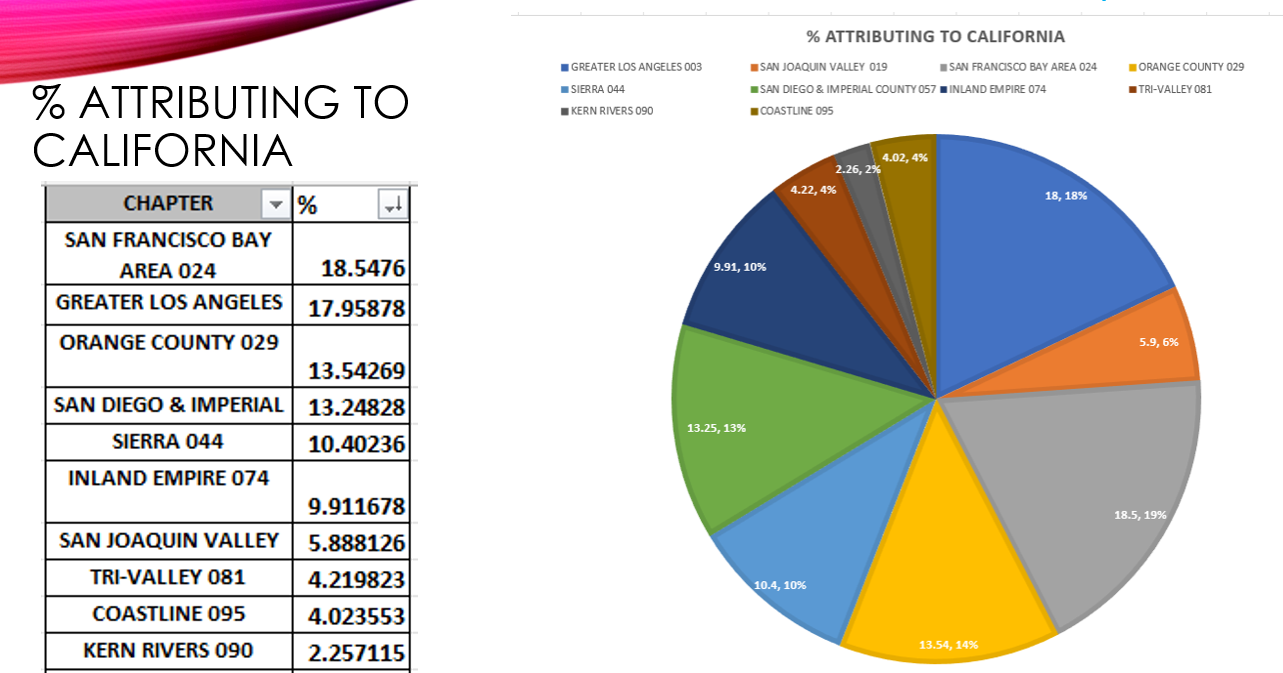 % ATTRIBUTING TO
CALIFORNIA
CHAPTER %
SAN FRANCISCO BAY
AREA 024 18.5476
GREATER LOS ANGELES 17.95878
ORANGE COUNTY 029
13.54269
SAN DIEGO & IMPERIAL 13.24828
SIERRA 044 10.40236
INLAND EMPIRE 074
9.911678
SAN JOAQUIN VALLEY 5.888126
TRI-VALLEY 081 4.219823
COASTLINE 095 4.023553
KERN RIVERS 090 2.257115
% ATTRIBUTING TO CALIFORNIA
GREATER LOS ANGELES 003 SAN JOAQUIN VALLEY 019 SAN FRANCISCO BAY AREA 024 ORANGE COUNTY 029
SIERRA 044 SAN DIEGO & IMPERIAL COUNTY 057 INLAND EMPIRE 074 TRI-VALLEY 081
KERN RIVERS 090 COASTLINE 095
18, 18%
5.9, 6%
18.5, 19%
13.54, 14%
10.4, 10%
13.25, 13%
9.91, 10%
4.22, 4%
2.26, 2%
4.02, 4%